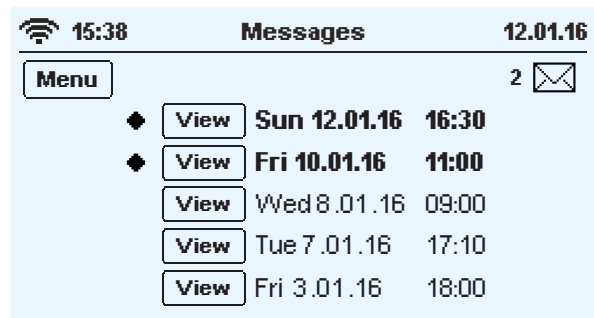 15:38 Messages 12.01.16
Menu 2
View Sun 12.01.16 16:30
View Fri 10.01.16 11:00
View Wed 8.01.16 09:00
View Tue 7.01.16 17:10
View Fri 3.01.16 18:00